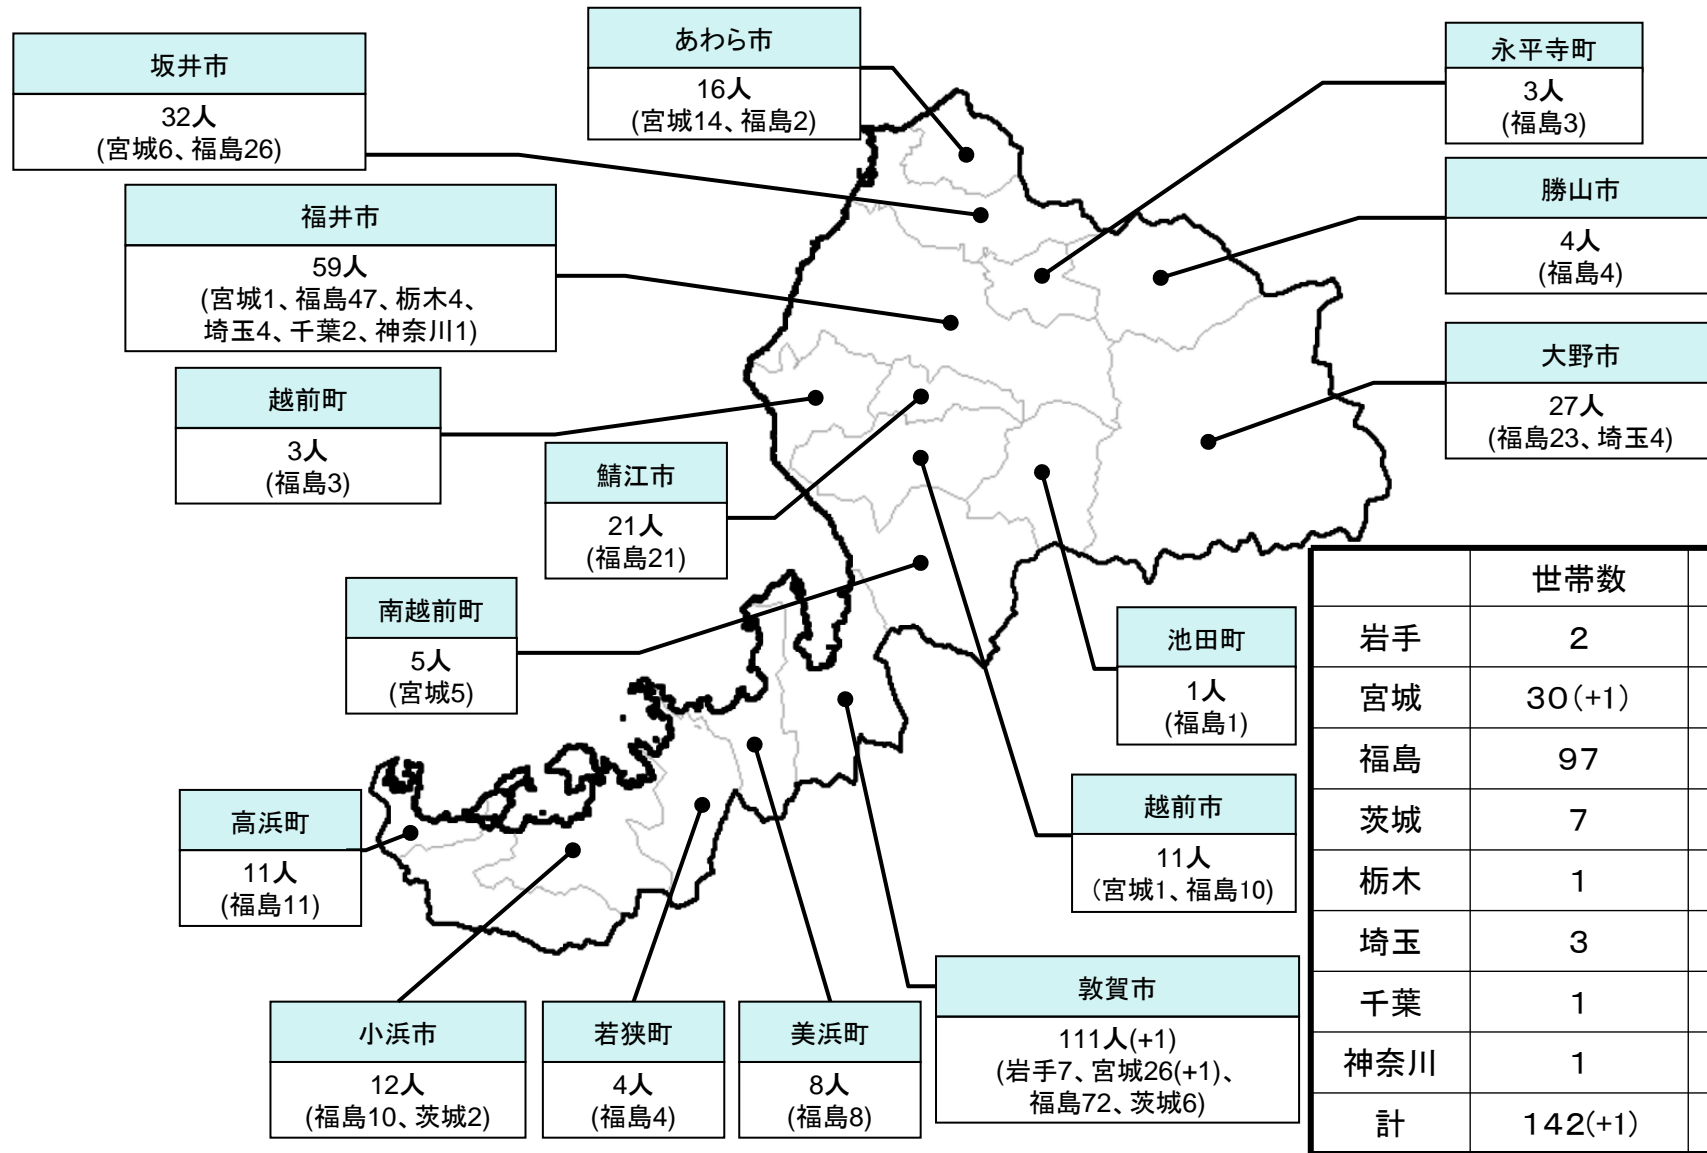 坂井市
32人
(宮城6、福島26)
あわら市
16人
(宮城14、福島2)
永平寺町
3人
(福島3)
勝山市
4人
(福島4)
福井市
59人
(宮城1、福島47、栃木4、
埼玉4、千葉2、神奈川1)
大野市
27人
(福島23、埼玉4)
越前町
3人
(福島3)
鯖江市
21人
(福島21)
南越前町
5人
(宮城5)
池田町
1人
(福島1)
越前市
11人
(宮城1、福島10)
高浜町
11人
(福島11)
小浜市
12人
(福島10、茨城2)
若狭町
4人
(福島4)
美浜町
8人
(福島8)
敦賀市
111人(+1)
(岩手7、宮城26(+1)、
福島72、茨城6)
世帯数
岩手 2
宮城 30(+1)
福島 97
茨城 7
栃木 1
埼玉 3
千葉 1
神奈川 1
計 142(+1)